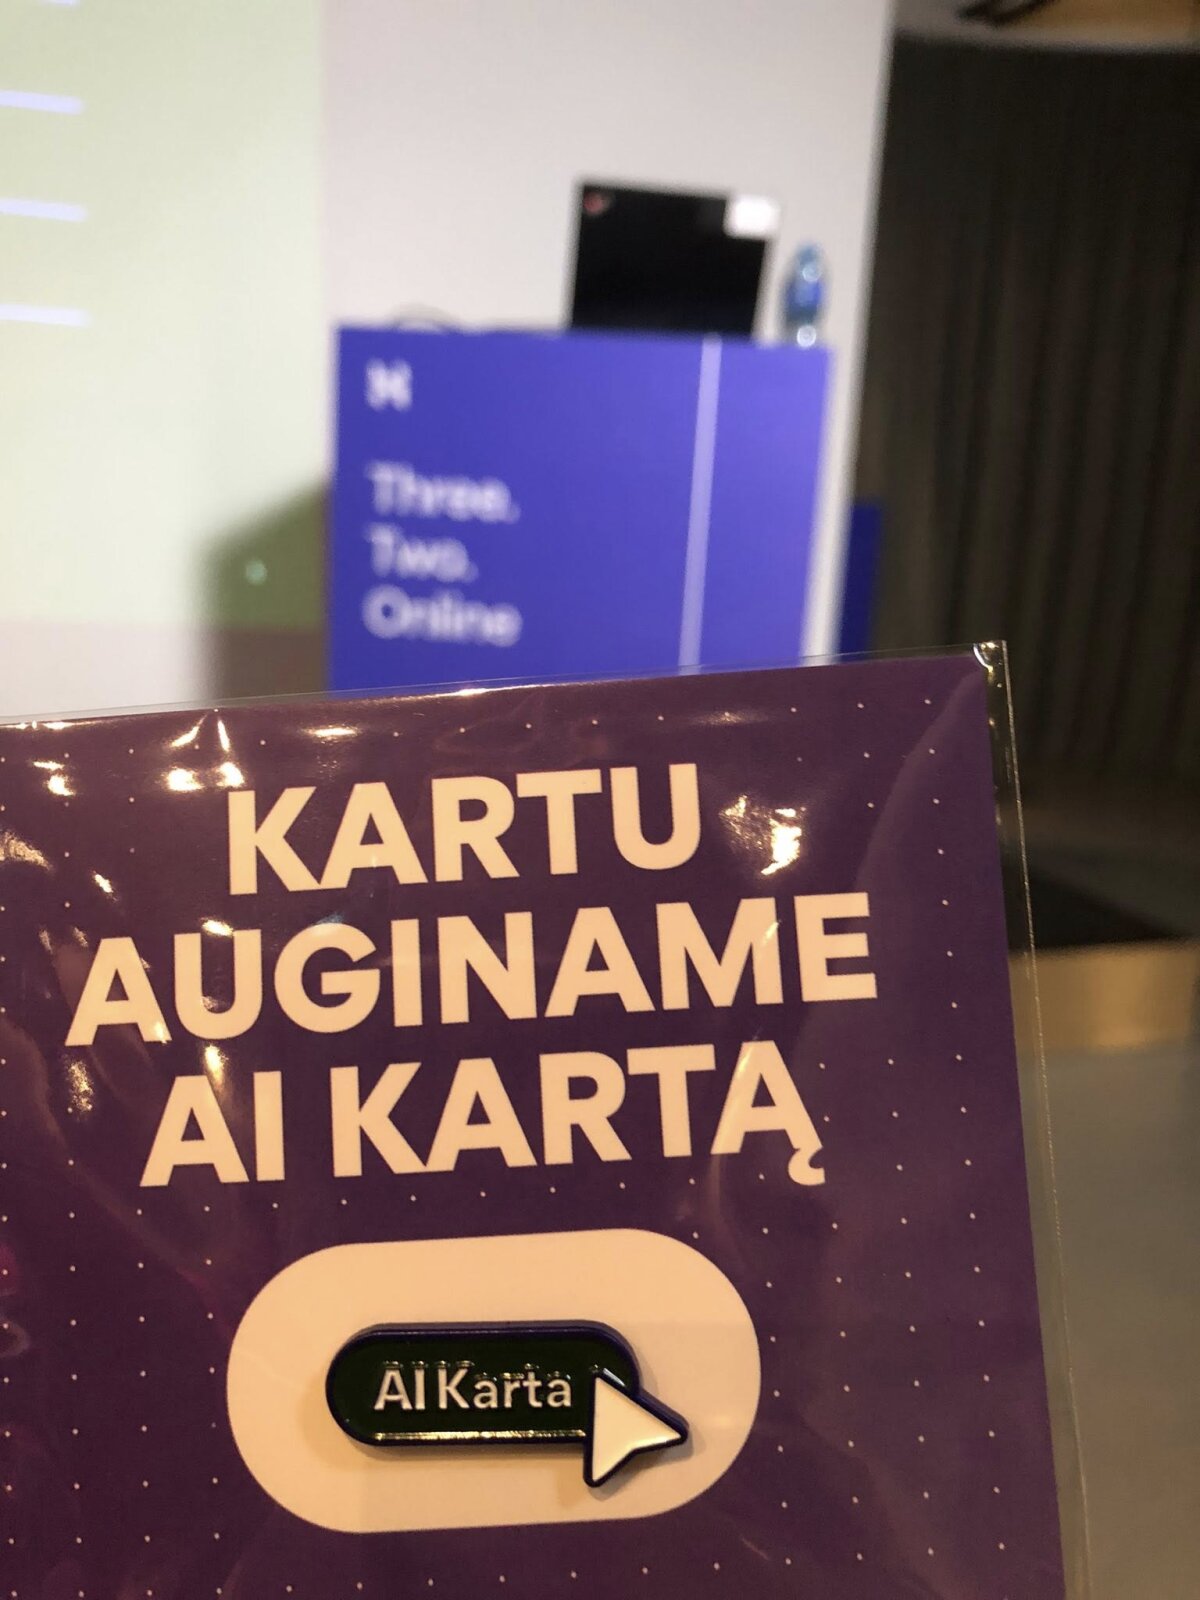 Three.
Two.
Online
KARTU
AUGINAME
AI KARTĄ
AI Karta